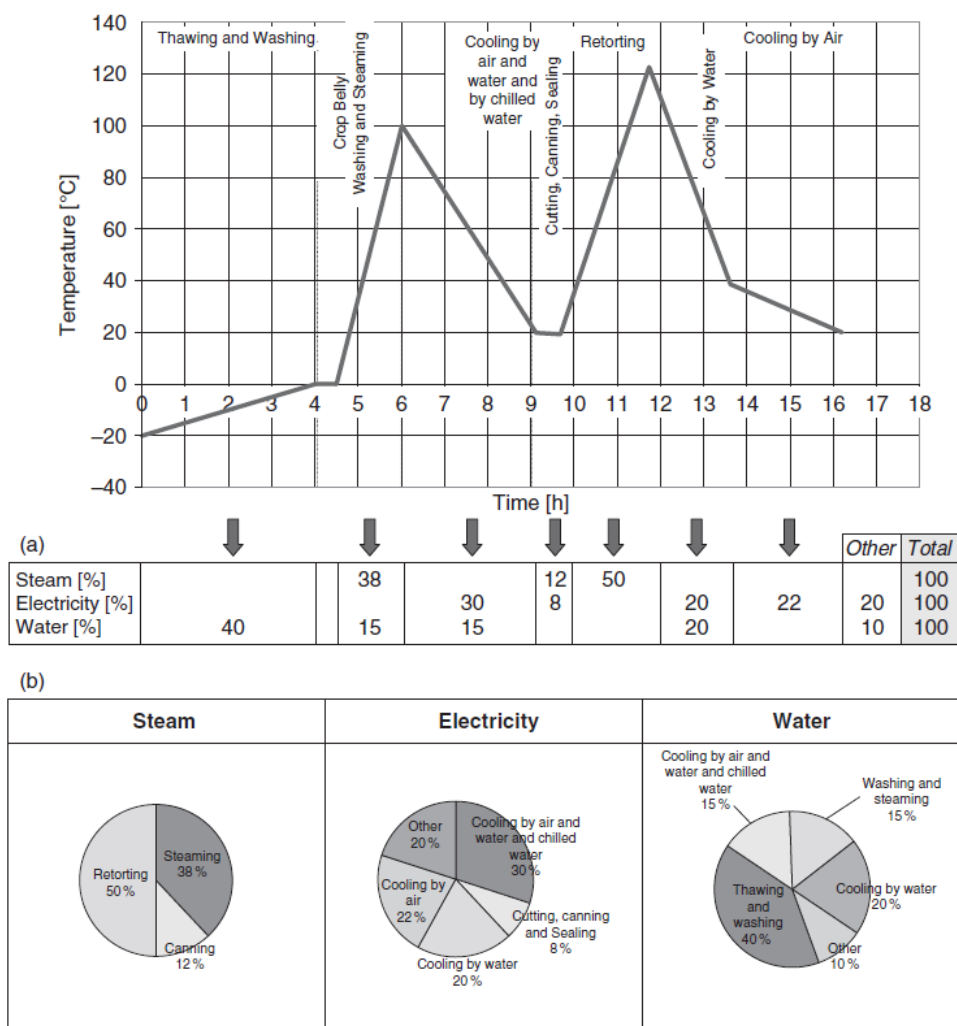 140
120
100
80
60
40
20
0
–20
–40
Temperature [°C]
Thawing and Washing
Crop Belly
Washing and Steaming
Cooling by
air and
water and
by chilled
water
Cutting, Canning, Sealing
Retorting
Cooling by Water
Cooling by Air
0 1 2 3 4 5 6 7 8 9 10 11 12 13 14 15 16 17 18
Time [h]
(a)
Other Total
Steam [%] 38 12 50 100
Electricity [%] 30 8 20 22 20 100
Water [%] 40 15 15 20 10 100
(b)
Steam
Electricity
Water
Retorting
50 %
Steaming
38 %
Canning
12 %
Other
20 %
Cooling by air and
water and chilled
water
30 %
Cooling by
air
22 %
Cutting, canning
and Sealing
8 %
Cooling by water
20 %
Cooling by air and
water and chilled
water
15 %
Washing and
steaming
15 %
Thawing
and
washing
40 %
Cooling by water
20 %
Other
10 %